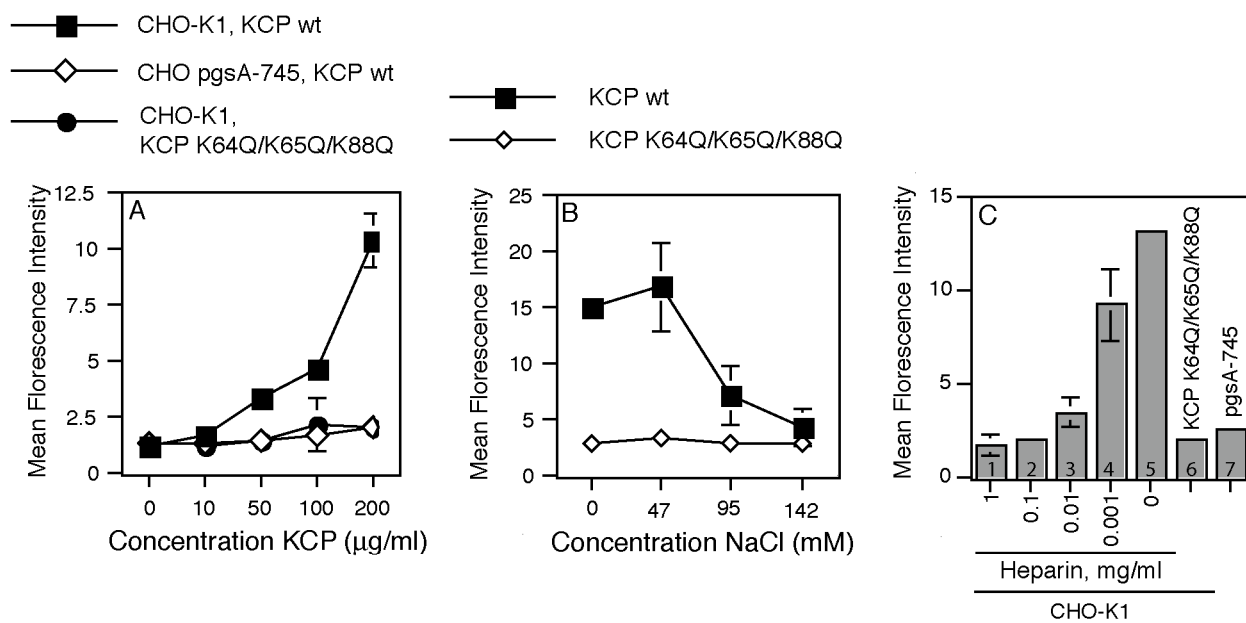 CHO-K1, KCP wt
CHO pgsA-745, KCP wt
CHO-K1,
KCP K64Q/K65Q/K88Q
KCP wt
KCP K64Q/K65Q/K88Q
A
Mean Florescence Intensity
12.5
10
7.5
5
2.5
0
0 10 50 100 200
Concentration KCP (µg/ml)
B
Mean Florescence Intensity
25
20
15
10
5
0
0 47 95 142
Concentration NaCl (mM)
C
Mean Florescence Intensity
15
10
5
0
KCP K64Q/K65Q/K88Q
pgsA-745
1 2 3 4 5 6 7
1 0.1 0.01 0.001 0
Heparin, mg/ml
CHO-K1